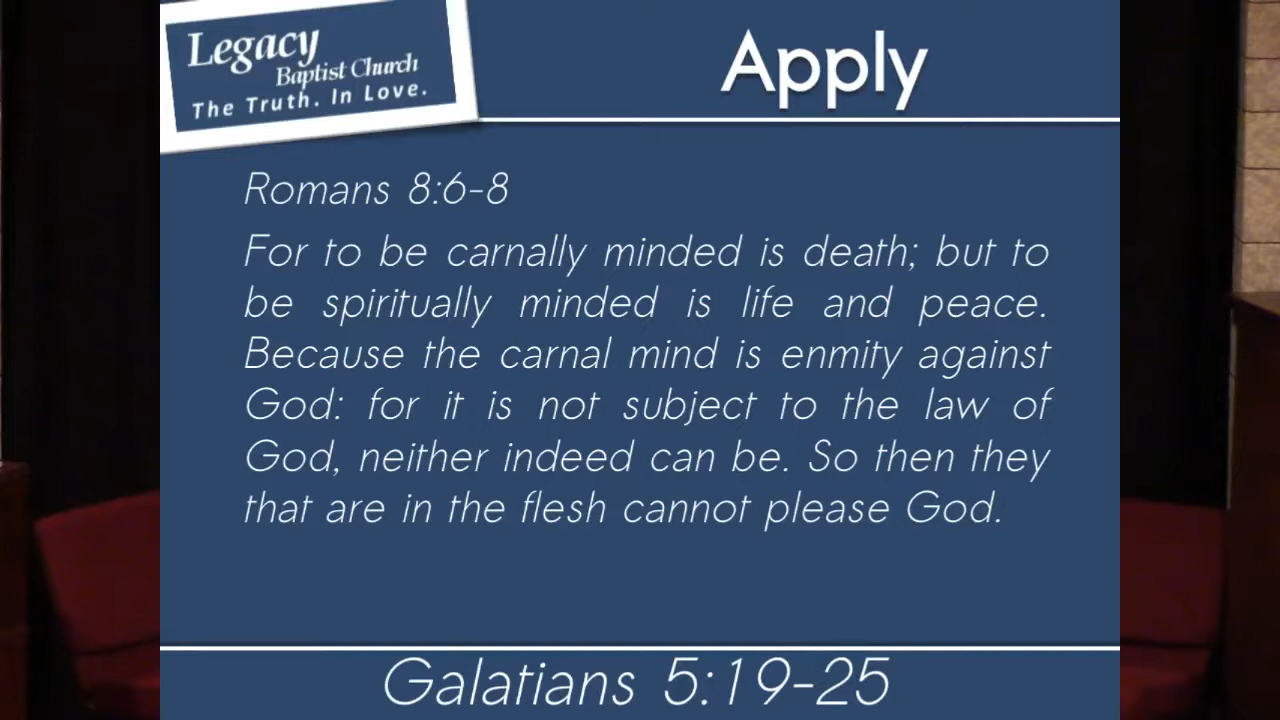 Legacy
Baptist Church
The Truth. In Love.
Apply
Romans 8:6-8
For to be carnally minded is death; but to
be spiritually minded is life and peace.
Because the carnal mind is enmity against
God: for it is not subject to the law of
God, neither indeed can be. So then they
that are in the flesh cannot please God.
Galatians 5:19-25